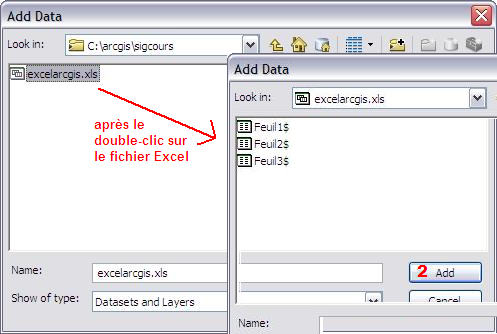 Add Data
Look in:
C:\arcgis\sigcours
excelarcgis.xls
après le
double-clic sur
le fichier Excel
Name:
excelarcgis.xls
Show of type:
Datasets and Layers
Add Data
Look in:
excelarcgis.xls
Feuil1$
Feuil2$
Feuil3$
2 Add
Cancel
Name: